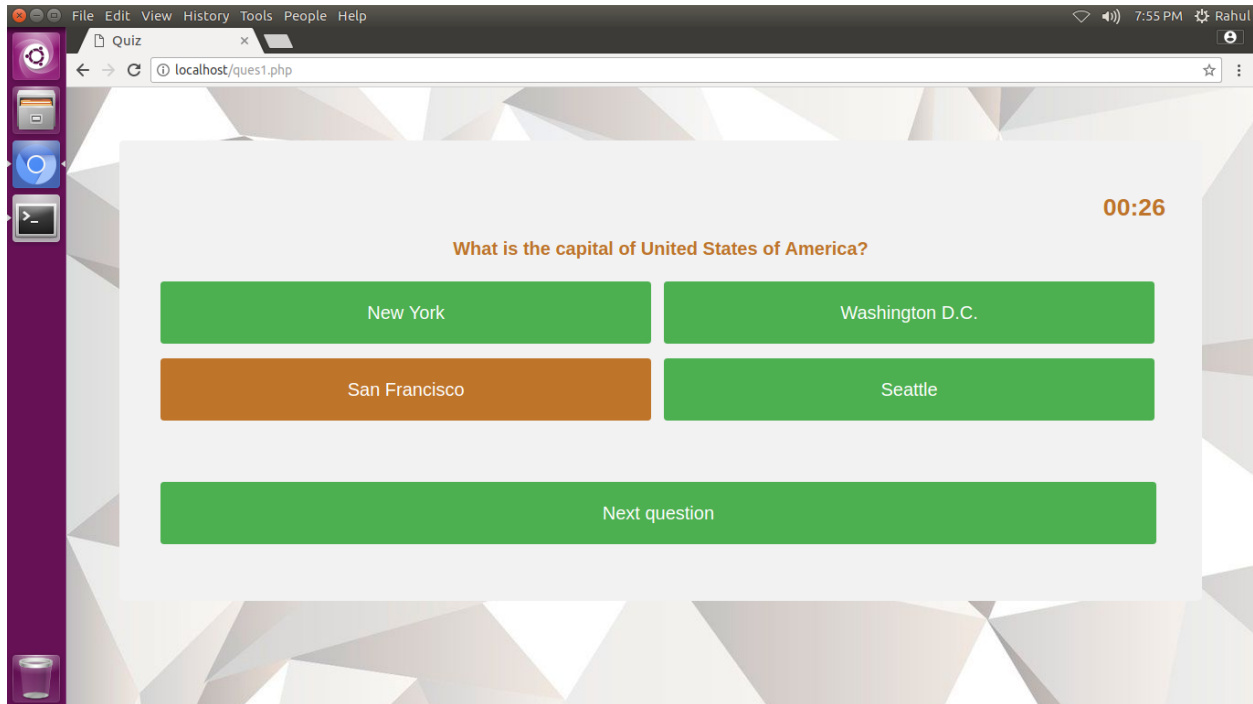 File Edit View History Tools People Help
7:55 PM Rahul
Quiz
localhost/ques1.php
00:26
What is the capital of United States of America?
New York Washington D.C.
San Francisco Seattle
Next question